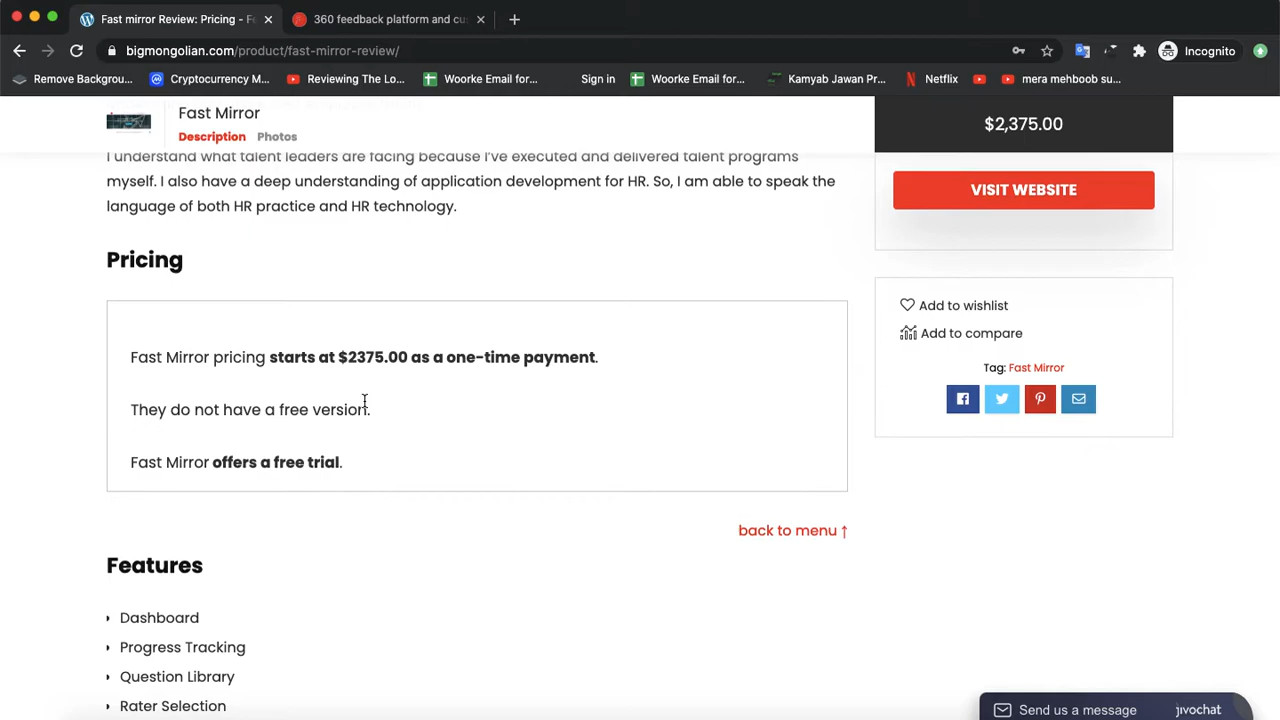 Fast mirror Review: Pricing - Fe
360 feedback platform and cu
bigmongolian.com/product/fast-mirror-review/
Incognito
Remove Backgrou...
Cryptocurrency M...
Reviewing The Lo...
Woorke Email for...
Sign in
Woorke Email for...
Kamyab Jawan Pr...
Netflix
mera mehboob su...
Fast Mirror
Description Photos
$2,375.00
VISIT WEBSITE
I understand what talent leaders are facing because I've executed and delivered talent programs
myself. I also have a deep understanding of application development for HR. So, I am able to speak the
language of both HR practice and HR technology.
Pricing
Fast Mirror pricing starts at $2375.00 as a one-time payment.
They do not have a free version.
Fast Mirror offers a free trial.
back to menu ↑
Add to wishlist
Add to compare
Tag: Fast Mirror
Features
Dashboard
Progress Tracking
Question Library
Rater Selection
Send us a message
jivochat